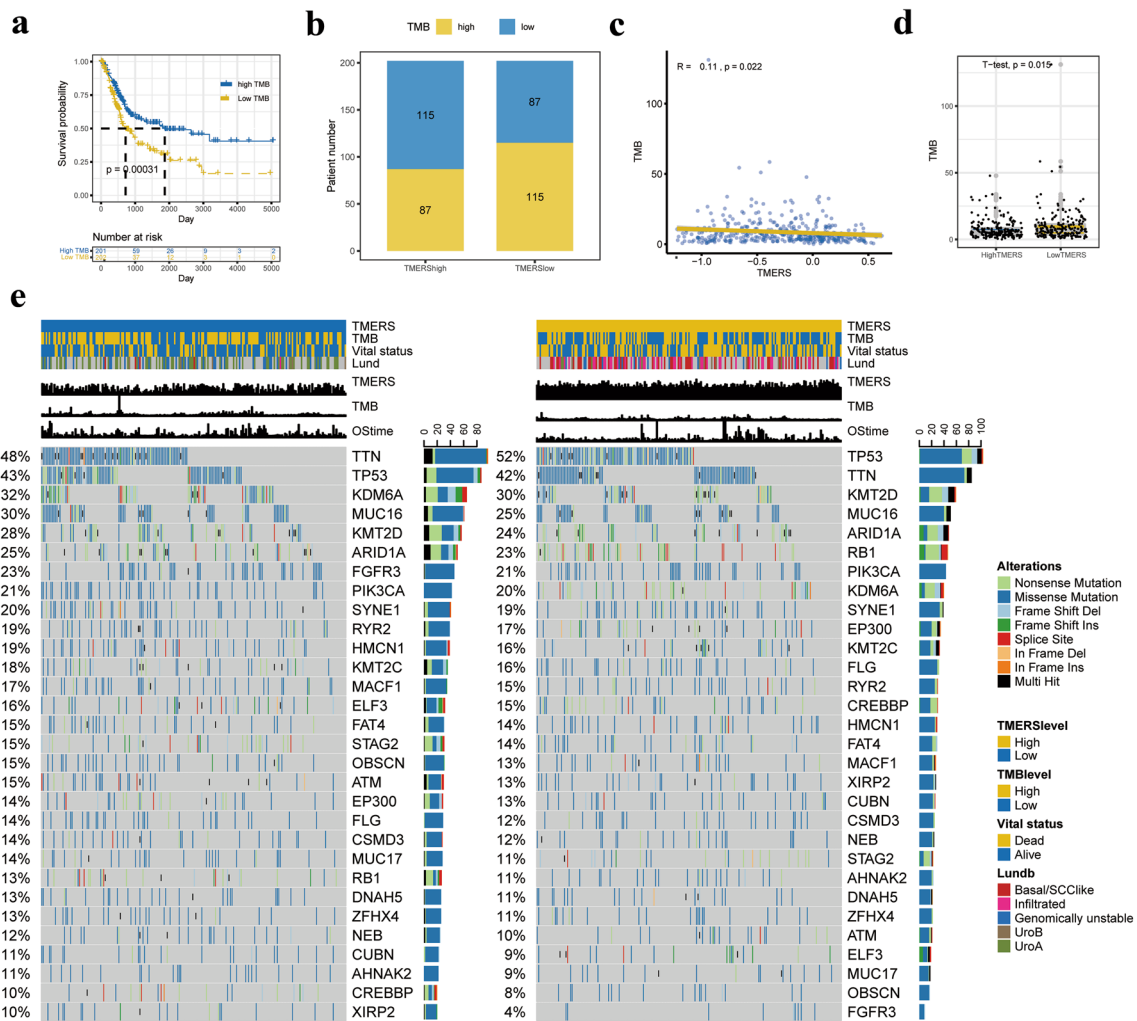 a
1.00
0.75
0.50
0.25
0.00
Survival probability
high TMB
Low TMB
p = 0.00031
0 1000 2000 3000 4000 5000
Day
Number at risk
High TMB 201 59 26 9 3 2
Low TMB
0 1000 2000 3000 4000 5000
Day
b
TMB high low
200
150
100
50
0
Patient number
115
87
87
115
TMERShigh TMERSlow
c
R = 0.11 , p = 0.022
100
50
0
TMB
−1.0 −0.5 0.0 0.5
TMERS
d
T-test, p = 0.015
100
50
0
TMB
HighTMERS LowTMERS
e
TMERS
TMB
Vital status
Lund
TMERS
TMB
OStime
0 20 40 60 80
48% TTN
43% TP53
32% KDM6A
30% MUC16
28% KMT2D
25% ARID1A
23% FGFR3
21% PIK3CA
20% SYNE1
19% RYR2
19% HMCN1
18% KMT2C
17% MACF1
16% ELF3
15% FAT4
15% STAG2
15% OBSCN
15% ATM
14% EP300
14% FLG
14% CSMD3
14% MUC17
13% RB1
13% DNAH5
13% ZFHX4
12% NEB
11% CUBN
11% AHNAK2
10% CREBBP
10% XIRP2
TMERS
TMB
Vital status
Lund
TMERS
TMB
OStime
0 20 40 60 80 100
52% TP53
42% TTN
30% KMT2D
25% MUC16
24% ARID1A
23% RB1
21% PIK3CA
20% KDM6A
19% SYNE1
17% EP300
16% KMT2C
16% FLG
15% RYR2
15% CREBBP
14% HMCN1
14% FAT4
13% MACF1
13% XIRP2
13% CUBN
12% CSMD3
12% NEB
11% STAG2
11% AHNAK2
11% DNAH5
11% ZFHX4
10% ATM
9% ELF3
9% MUC17
8% OBSCN
4% FGFR3
Alterations
Nonsense Mutation
Missense Mutation
Frame Shift Del
Frame Shift Ins
Splice Site
In Frame Del
In Frame Ins
Multi Hit
TMERSlevel
High
Low
TMBlevel
High
Low
Vital status
Dead
Alive
Lundb
Basal/SCClike
Infiltrated
Genomically unstable
UroB
UroA